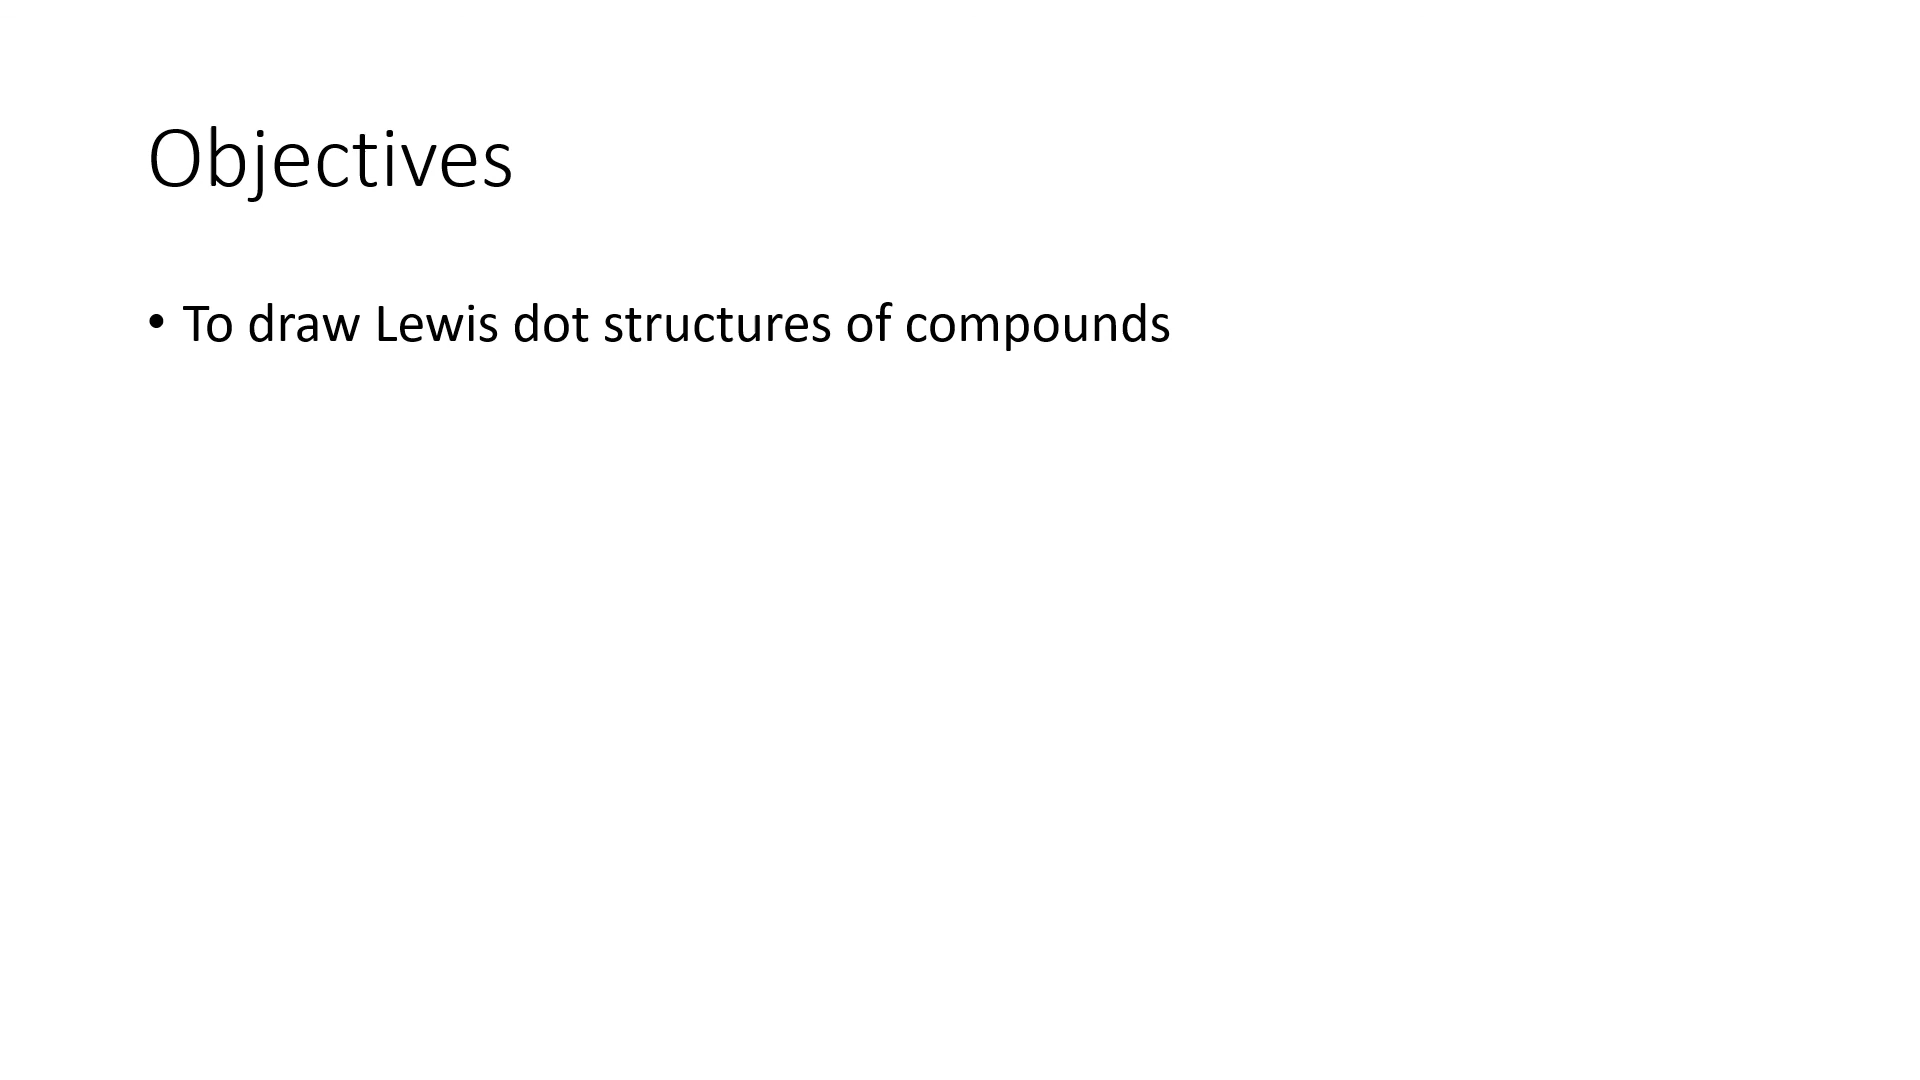 Objectives
• To draw Lewis dot structures of compounds